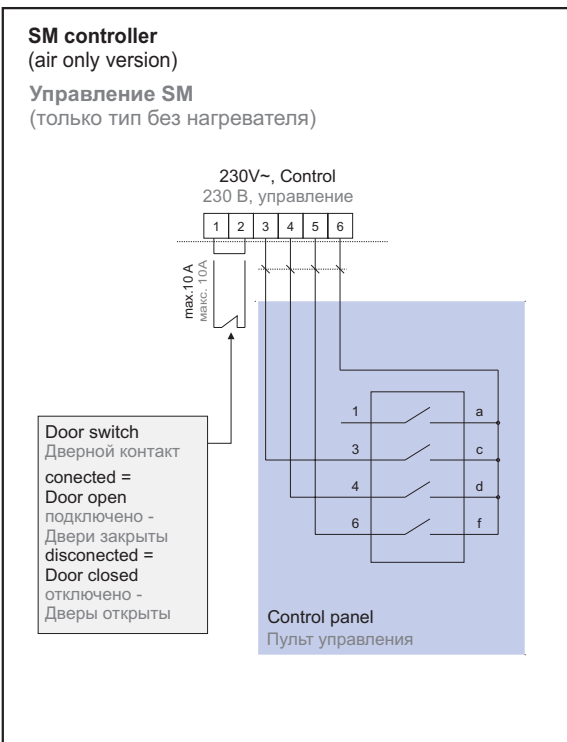 SM controller
(air only version)
Управление SM
(только тип без нагревателя)
230V~, Control
230 В, управление
1 2 3 4 5 6
max.10 A
макс. 10А
Door switch
Дверной контакт
conected =
Door open
подключено -
Двери закрыты
disconected =
Door closed
отключено -
Дверы открыты
1 a
3 c
4 d
6 f
Control panel
Пульт управления